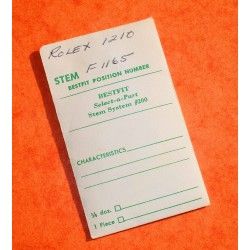 ROLEX 1210
STEM F 1165
BESTFIT POSITION NUMBER
BESTFIT
Select-a-Part
Stem System #200
CHARACTERISTICS
¼ doz.
1 Piece